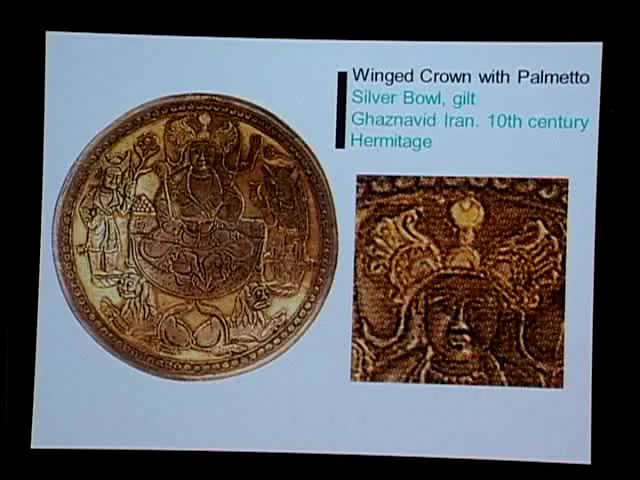 Winged Crown with Palmetto
Silver Bowl, gilt
Ghaznavid Iran. 10th century
Hermitage